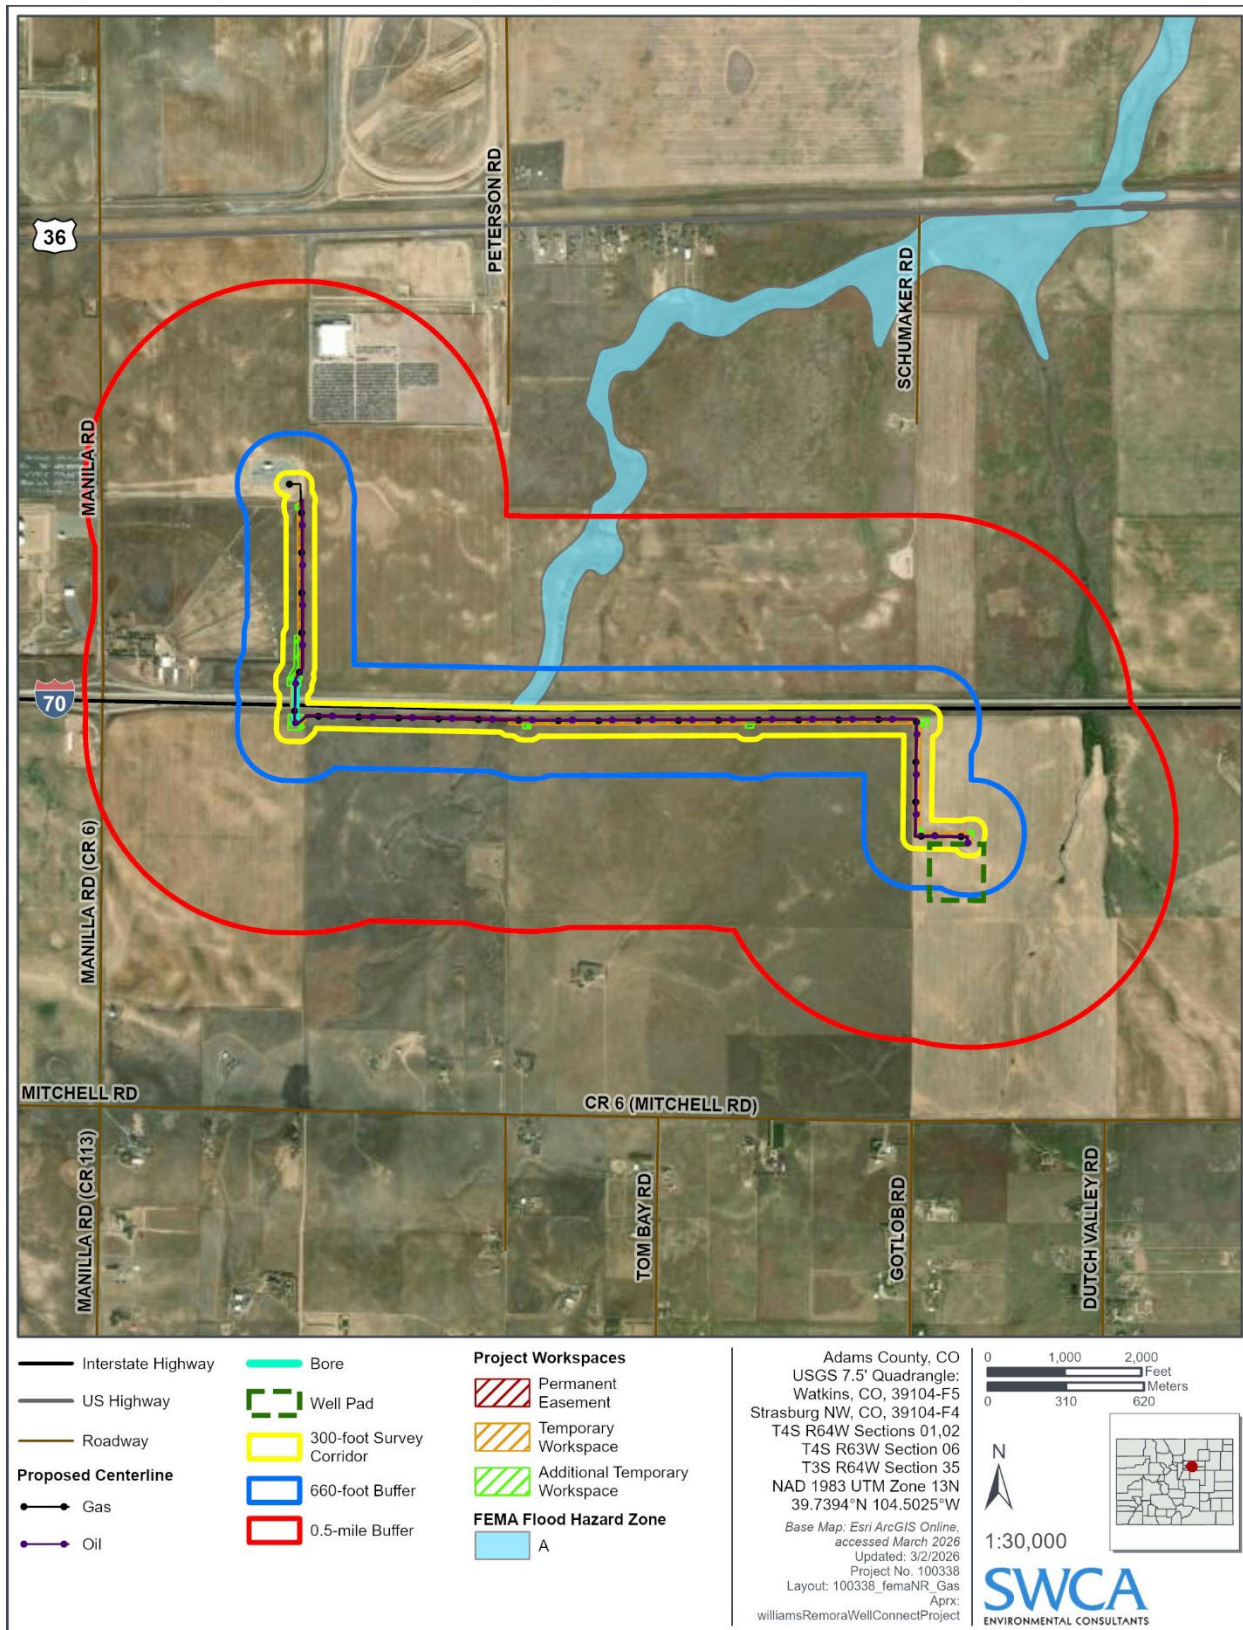 36
PETERSON RD
SCHUMAKER RD
MANILA RD
70
MANILLA RD (CR 6)
MITCHELL RD
CR 6 (MITCHELL RD)
MANILLA RD (CR 113)
TOM BAY RD
GOTLOB RD
DUTCH VALLEY RD
Interstate Highway
US Highway
Roadway
Proposed Centerline
Gas
Oil
Bore
Well Pad
300-foot Survey
Corridor
660-foot Buffer
0.5-mile Buffer
Project Workspaces
Permanent
Easement
Temporary
Workspace
Additional Temporary
Workspace
FEMA Flood Hazard Zone
A
Adams County, CO
USGS 7.5' Quadrangle:
Watkins, CO, 39104-F5
Strasburg NW, CO, 39104-F4
T4S R64W Sections 01,02
T4S R63W Section 06
T3S R64W Section 35
NAD 1983 UTM Zone 13N
39.7394°N 104.5025°W
Base Map: Esri ArcGIS Online,
accessed March 2026
Updated: 3/2/2026
Project No. 100338
Layout: 100338_femaNR_Gas
Aprx:
williamsRemoraWellConnectProject
0 1,000 2,000
Feet
Meters
0 310 620
N
1:30,000
SWCA
ENVIRONMENTAL CONSULTANTS